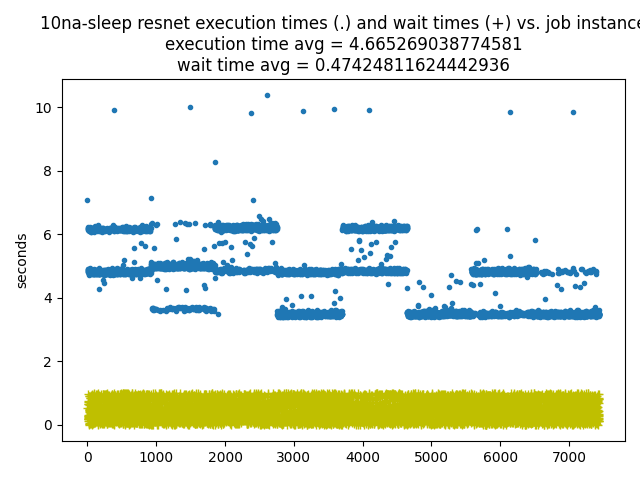 10na-sleep resnet execution times (.) and wait times (+) vs. job instance
execution time avg = 4.665269038774581
wait time avg = 0.47424811624442936
10
8
6
4
2
0
seconds
0 1000 2000 3000 4000 5000 6000 7000